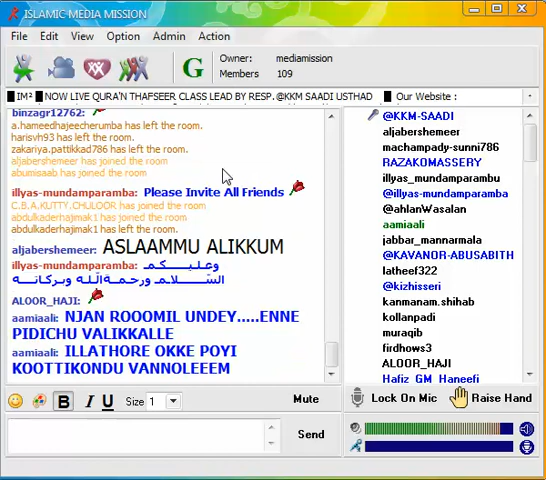 ISLAMIC MEDIA MISSION
File Edit View Option Admin Action
G Owner: mediamission
Members 109
IM² NOW LIVE QURA'N THAFSEER CLASS LEAD BY RESP.@KKM SAADI USTHAD Our Website :
binzagr12762:
a.hameedhajeecherumba has left the room.
harisvh93 has left the room.
zakariya.pattikkad786 has left the room.
aljabershemeer has joined the room
abumisaab has joined the room
illyas-mundamparamba: Please Invite All Friends
C.B.A.KUTTY.CHULOOR has joined the room
abdulkaderhajimak1 has joined the room
abdulkaderhajimak1 has left the room.
aljabershemeer: ASLAAMMU ALIKKUM
illyas-mundamparamba: وعليكم
السلام ورحمة الله وبركاته
ALOOR_HAJI:
aamiaali: NJAN ROOOMIL UNDEY.....ENNE
PIDICHU VALIKKALLE
aamiaali: ILLATHORE OKKE POYI
KOOTTIKONDU VANNOLEEEM
@KKM-SAADI
aljabershemeer
machampady-sunni786
RAZAKOMASSERY
illyas_mundamparambu
@illyas-mundamparamba
@ahlanWasalan
aamiaali
jabbar_mannarmala
@KAVANOR-ABUSABITH
latheef322
@kizhisseri
kanmanam.shihab
kollanpadi
muraqib
firdhows3
ALOOR_HAJI
Hafiz_GM_Haneefi
B I U Size 1 Mute
Lock On Mic Raise Hand
Send